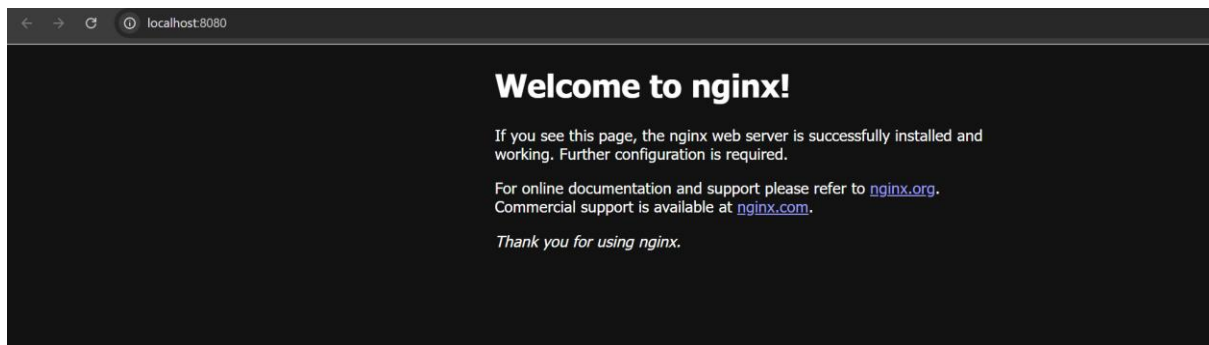 localhost:8080
Welcome to nginx!
If you see this page, the nginx web server is successfully installed and
working. Further configuration is required.
For online documentation and support please refer to nginx.org.
Commercial support is available at nginx.com.
Thank you for using nginx.